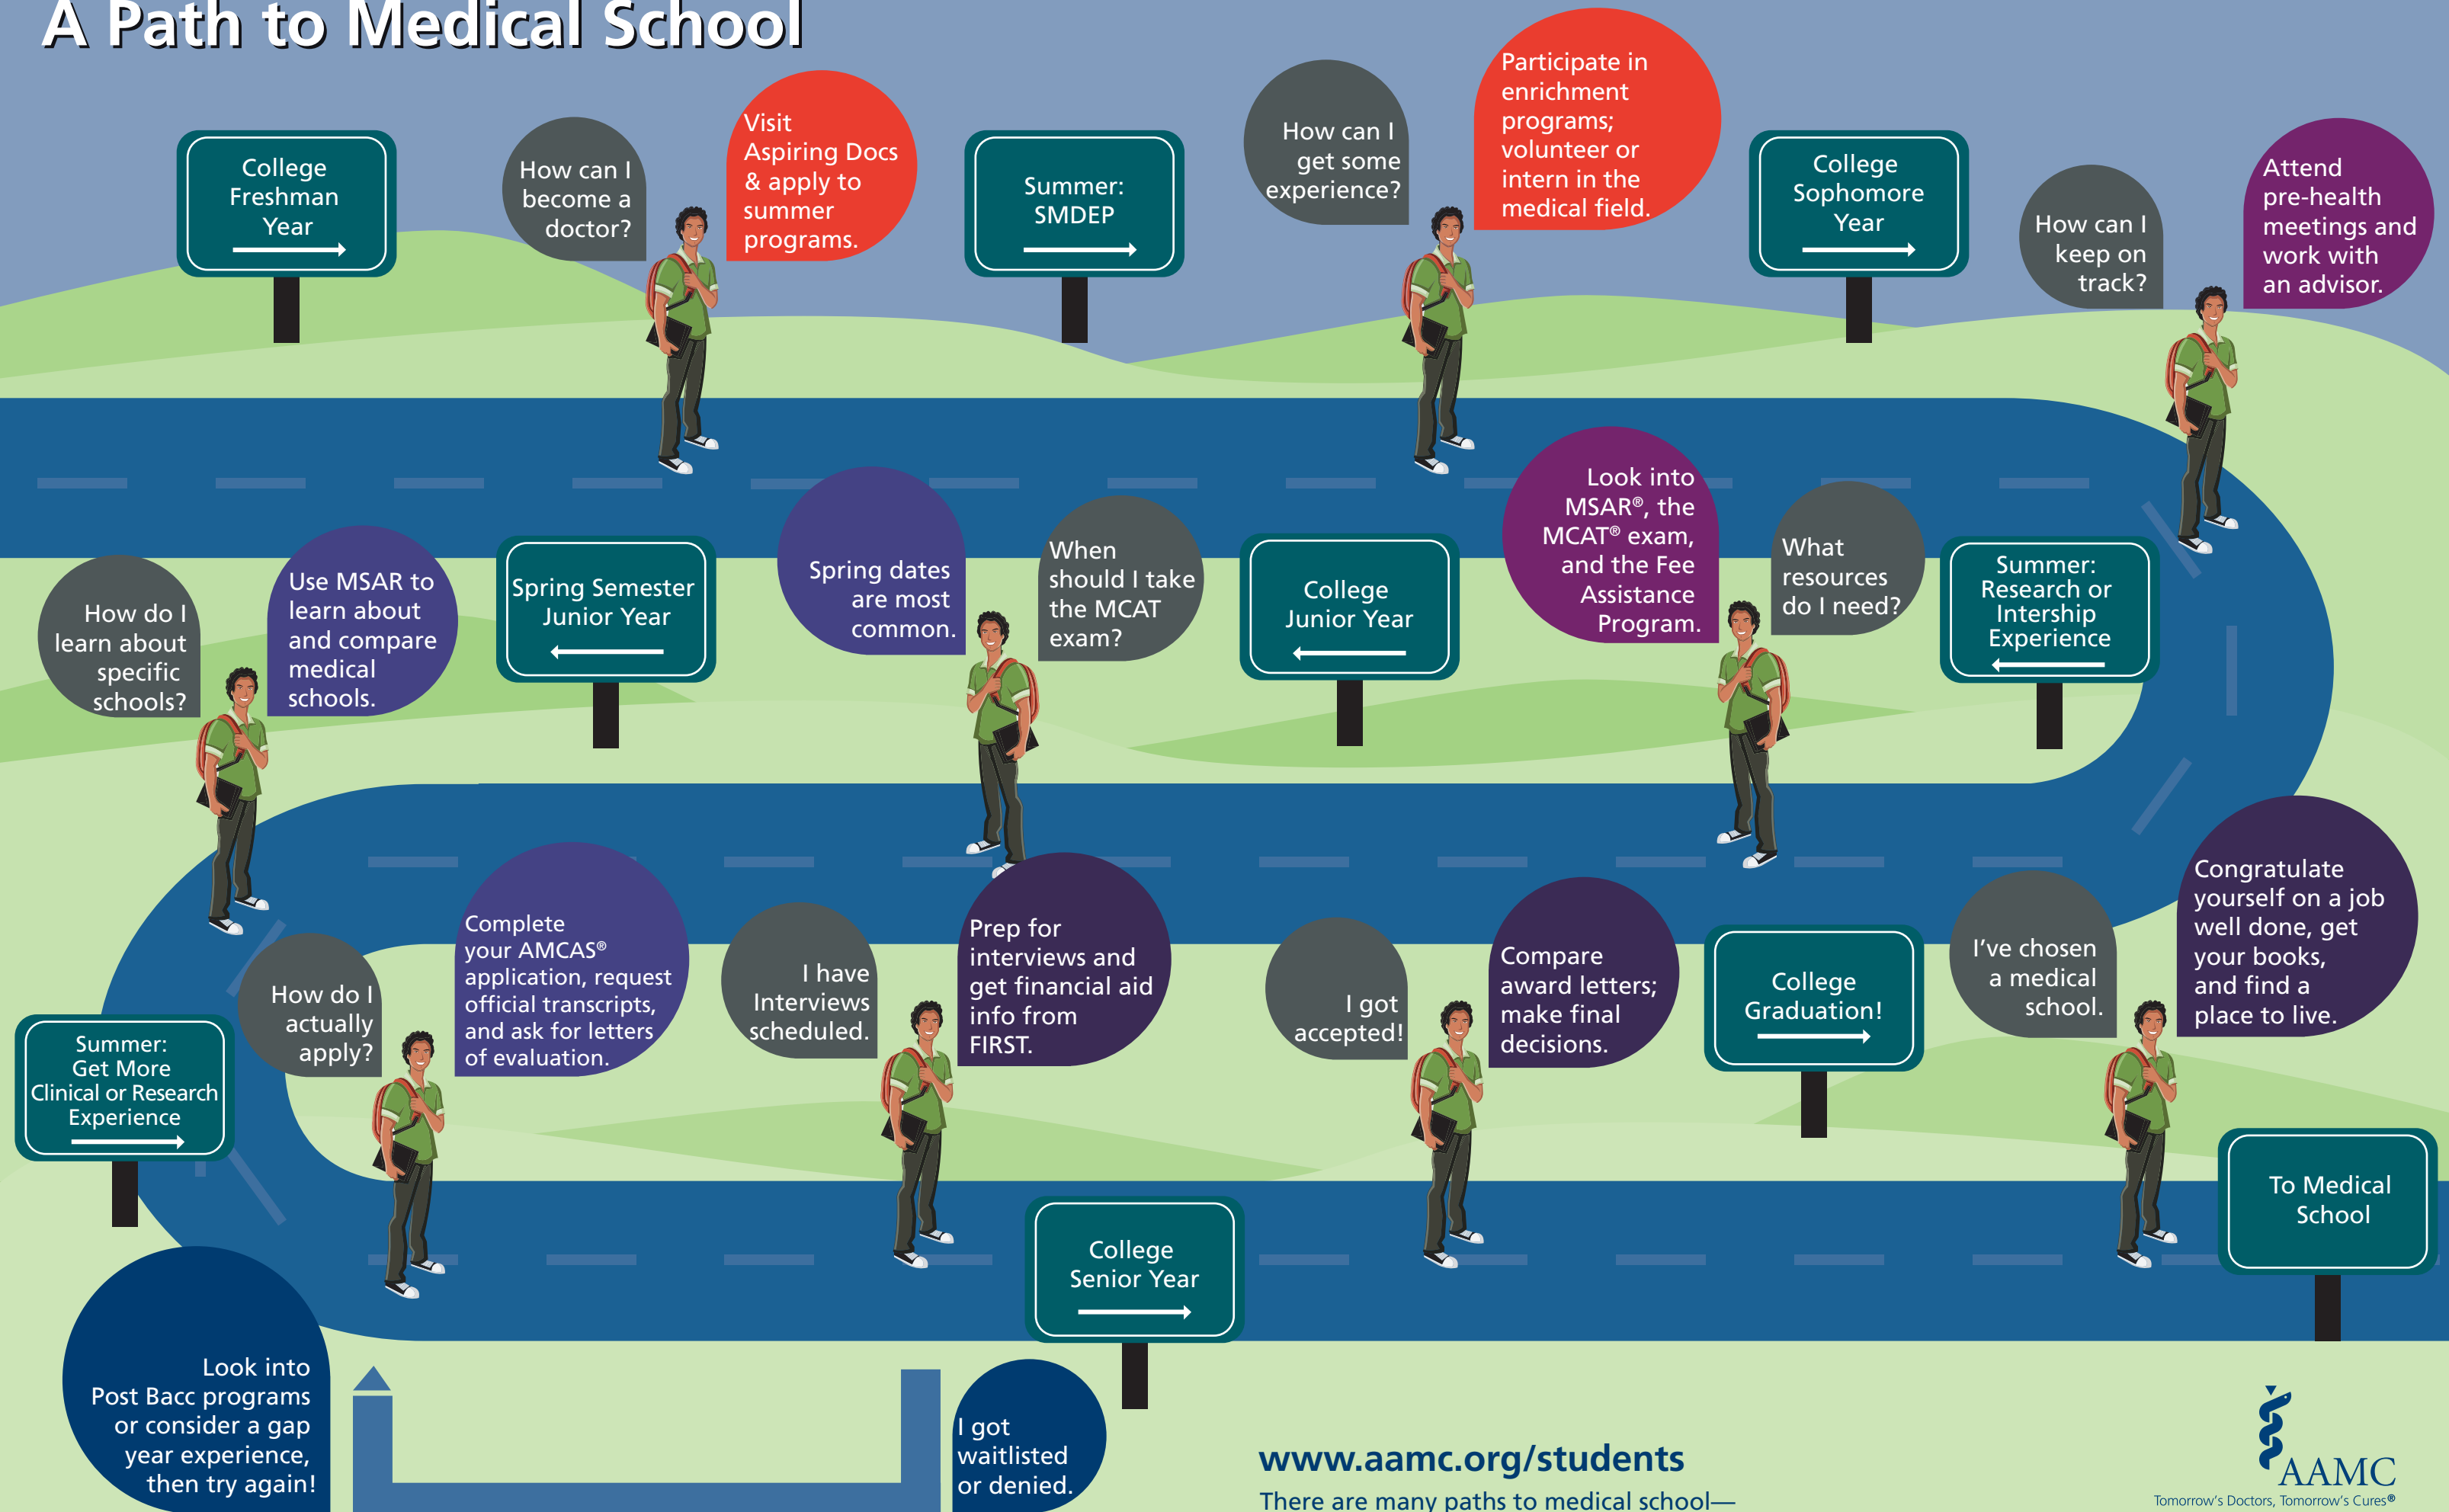 A Path to Medical School
College
Freshman
Year
How can I
become a
doctor?
Visit
Aspiring Docs
& apply to
summer
programs.
Summer:
SMDEP
How can I
get some
experience?
Participate in
enrichment
programs;
volunteer or
intern in the
medical field.
College
Sophomore
Year
How can I
keep on
track?
Attend
pre-health
meetings and
work with
an advisor.
Summer:
Research or
Intership
Experience
What
resources
do I need?
Look into
MSAR®, the
MCAT® exam,
and the Fee
Assistance
Program.
College
Junior Year
When
should I take
the MCAT
exam?
Spring dates
are most
common.
Spring Semester
Junior Year
How do I
learn about
specific
schools?
Use MSAR to
learn about
and compare
medical
schools.
Summer:
Get More
Clinical or Research
Experience
How do I
actually
apply?
Complete
your AMCAS®
application, request
official transcripts,
and ask for letters
of evaluation.
I have
Interviews
scheduled.
Prep for
interviews and
get financial aid
info from
FIRST.
College
Senior Year
I got
accepted!
Compare
award letters;
make final
decisions.
College
Graduation!
I've chosen
a medical
school.
Congratulate
yourself on a job
well done, get
your books,
and find a
place to live.
To Medical
School
I got
waitlisted
or denied.
Look into
Post Bacc programs
or consider a gap
year experience,
then try again!
www.aamc.org/students
There are many paths to medical school—
AAMC
Tomorrow's Doctors, Tomorrow's Cures®